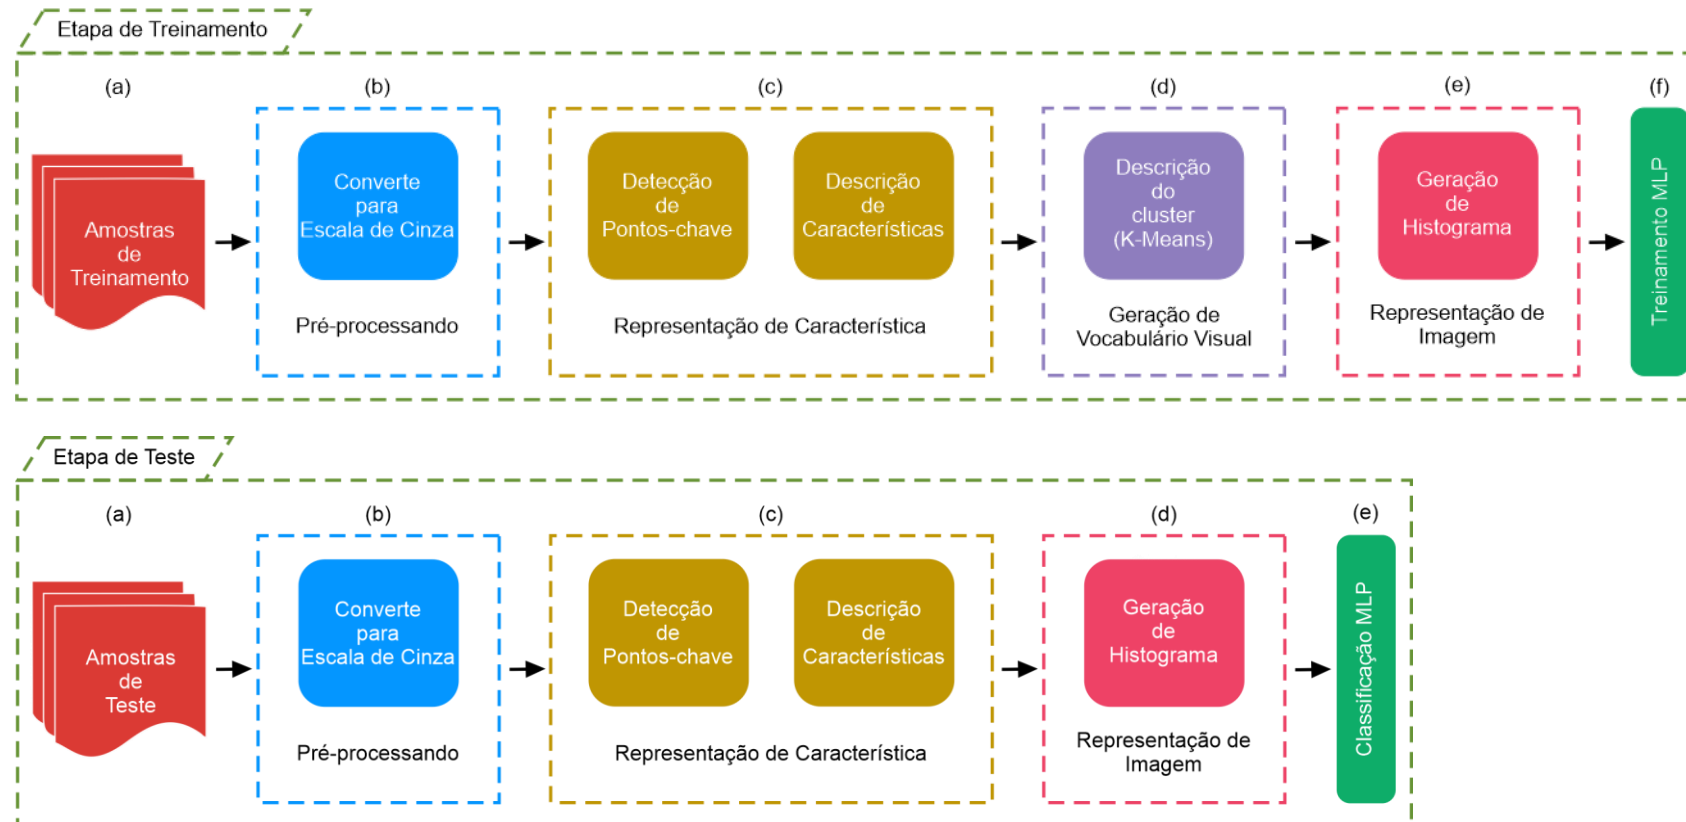 Etapa de Treinamento
(a)
(b)
(c)
(d)
(e)
(f)
Amostras
de
Treinamento
Converte
para
Escala de Cinza
Pré-processando
Detecção
de
Pontos-chave
Descrição
de
Características
Representação de Característica
Descrição
do
cluster
(K-Means)
Geração de
Vocabulário Visual
Geração
de
Histograma
Representação de
Imagem
Treinamento MLP
Etapa de Teste
(a)
(b)
(c)
(d)
(e)
Amostras
de
Teste
Converte
para
Escala de Cinza
Pré-processando
Detecção
de
Pontos-chave
Descrição
de
Características
Representação de Característica
Geração
de
Histograma
Representação de
Imagem
Classificação MLP